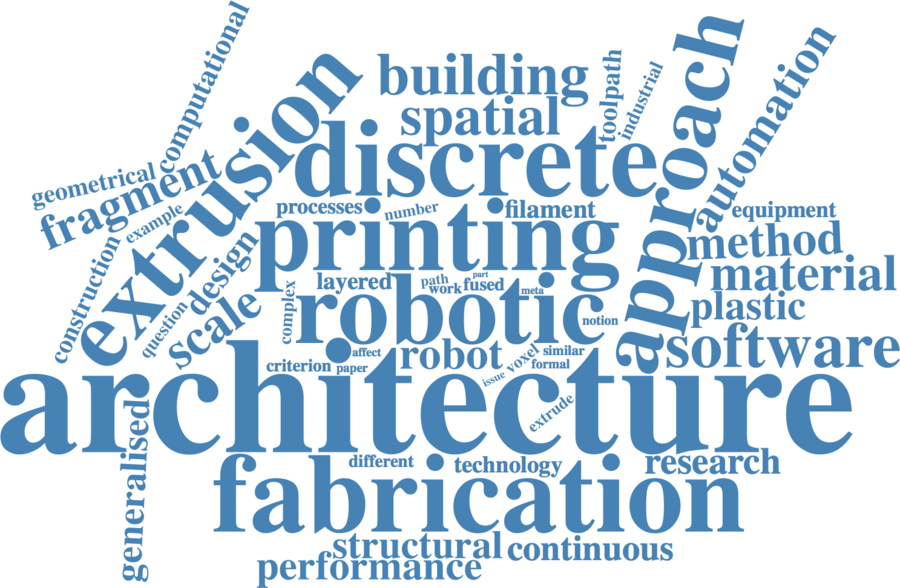 computational
building
toolpath
industrial
approach
automation
extrusion
spatial
discrete
geometrical
fragment
example
processes
number
filament
equipment
printing
method
construction
design
layered
path
part
work
fused
meta
material
question
scale
complex
robotic
notion
plastic
criterion
affect
paper
robot
issue
voxel
similar
formal
software
architecture
extrude
generalised
different
technology
research
fabrication
structural
continuous
performance